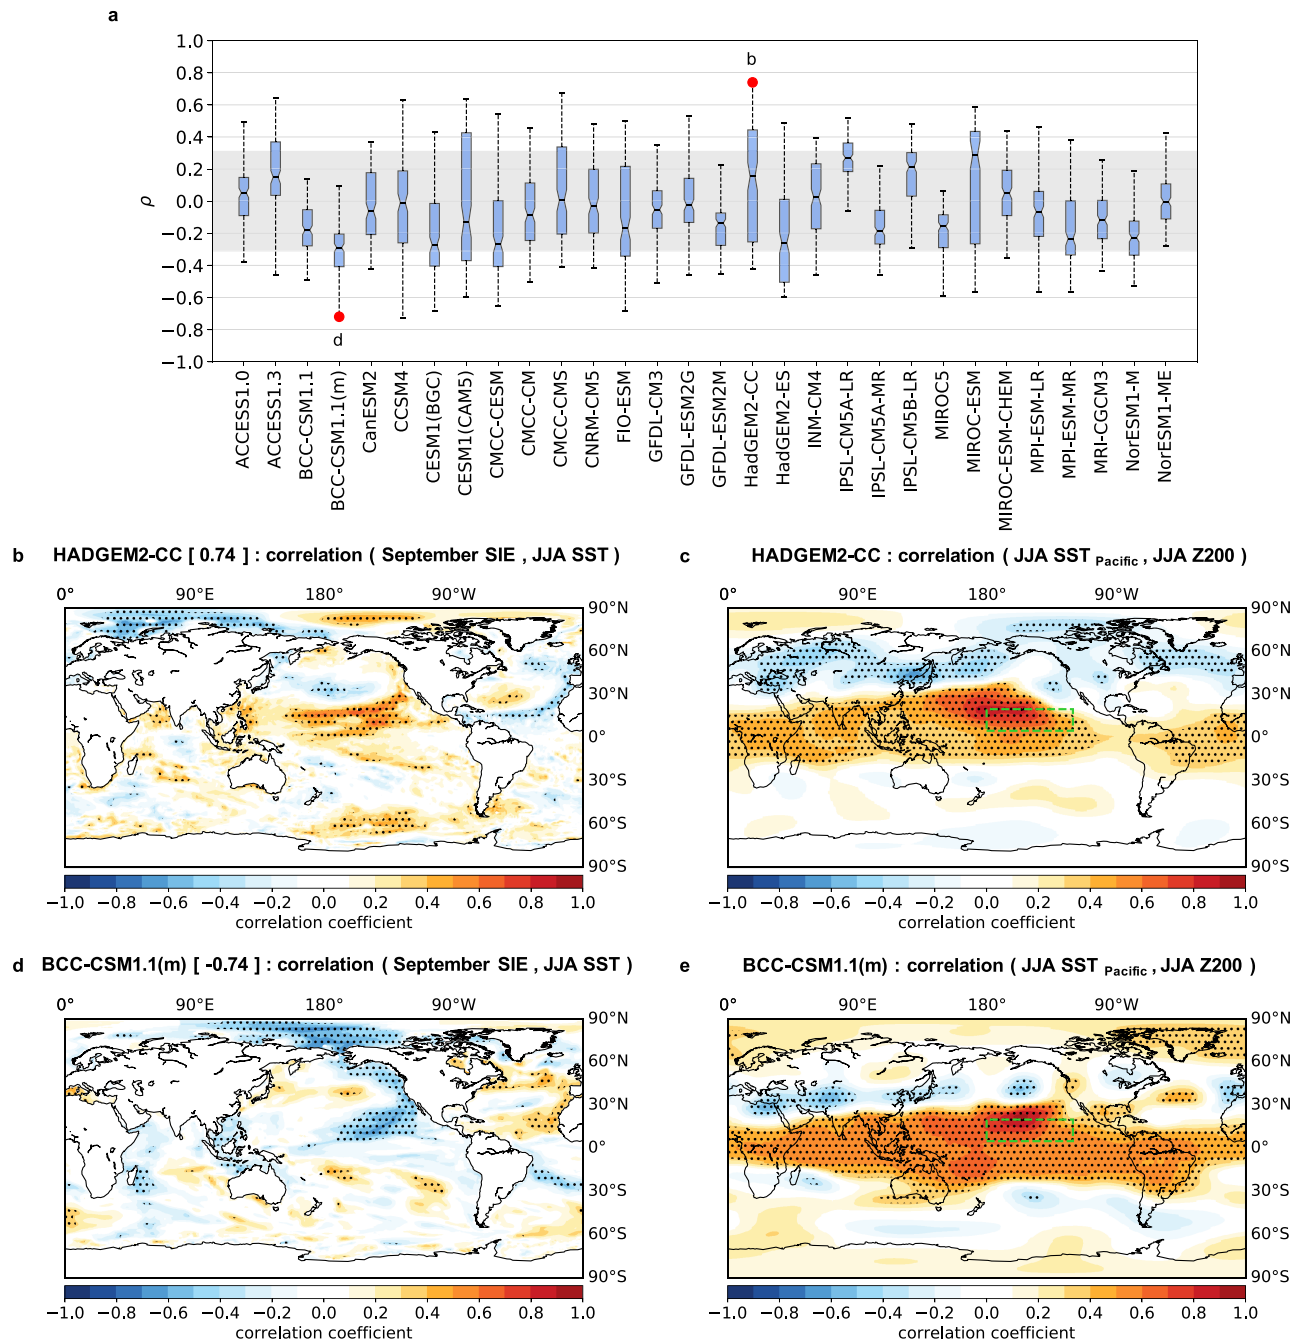 a
1.0
0.8
0.6
0.4
0.2
0.0
−0.2
−0.4
−0.6
−0.8
−1.0
ρ
b
d
ACCESS1.0
ACCESS1.3
BCC-CSM1.1
BCC-CSM1.1(m)
CanESM2
CCSM4
CESM1(BGC)
CESM1(CAM5)
CMCC-CESM
CMCC-CM
CMCC-CMS
CNRM-CM5
FIO-ESM
GFDL-CM3
GFDL-ESM2G
GFDL-ESM2M
HadGEM2-CC
HadGEM2-ES
INM-CM4
IPSL-CM5A-LR
IPSL-CM5A-MR
IPSL-CM5B-LR
MIROC5
MIROC-ESM
MIROC-ESM-CHEM
MPI-ESM-LR
MPI-ESM-MR
MRI-CGCM3
NorESM1-M
NorESM1-ME
b HADGEM2-CC [ 0.74 ] : correlation ( September SIE , JJA SST )
0° 90°E 180° 90°W
90°N
60°N
30°N
0°
30°S
60°S
90°S
−1.0 −0.8 −0.6 −0.4 −0.2 0.0 0.2 0.4 0.6 0.8 1.0
correlation coefficient
c HADGEM2-CC : correlation ( JJA SST Pacific , JJA Z200 )
0° 90°E 180° 90°W
90°N
60°N
30°N
0°
30°S
60°S
90°S
−1.0 −0.8 −0.6 −0.4 −0.2 0.0 0.2 0.4 0.6 0.8 1.0
correlation coefficient
d BCC-CSM1.1(m) [ -0.74 ] : correlation ( September SIE , JJA SST )
0° 90°E 180° 90°W
90°N
60°N
30°N
0°
30°S
60°S
90°S
−1.0 −0.8 −0.6 −0.4 −0.2 0.0 0.2 0.4 0.6 0.8 1.0
correlation coefficient
e BCC-CSM1.1(m) : correlation ( JJA SST Pacific , JJA Z200 )
0° 90°E 180° 90°W
90°N
60°N
30°N
0°
30°S
60°S
90°S
−1.0 −0.8 −0.6 −0.4 −0.2 0.0 0.2 0.4 0.6 0.8 1.0
correlation coefficient